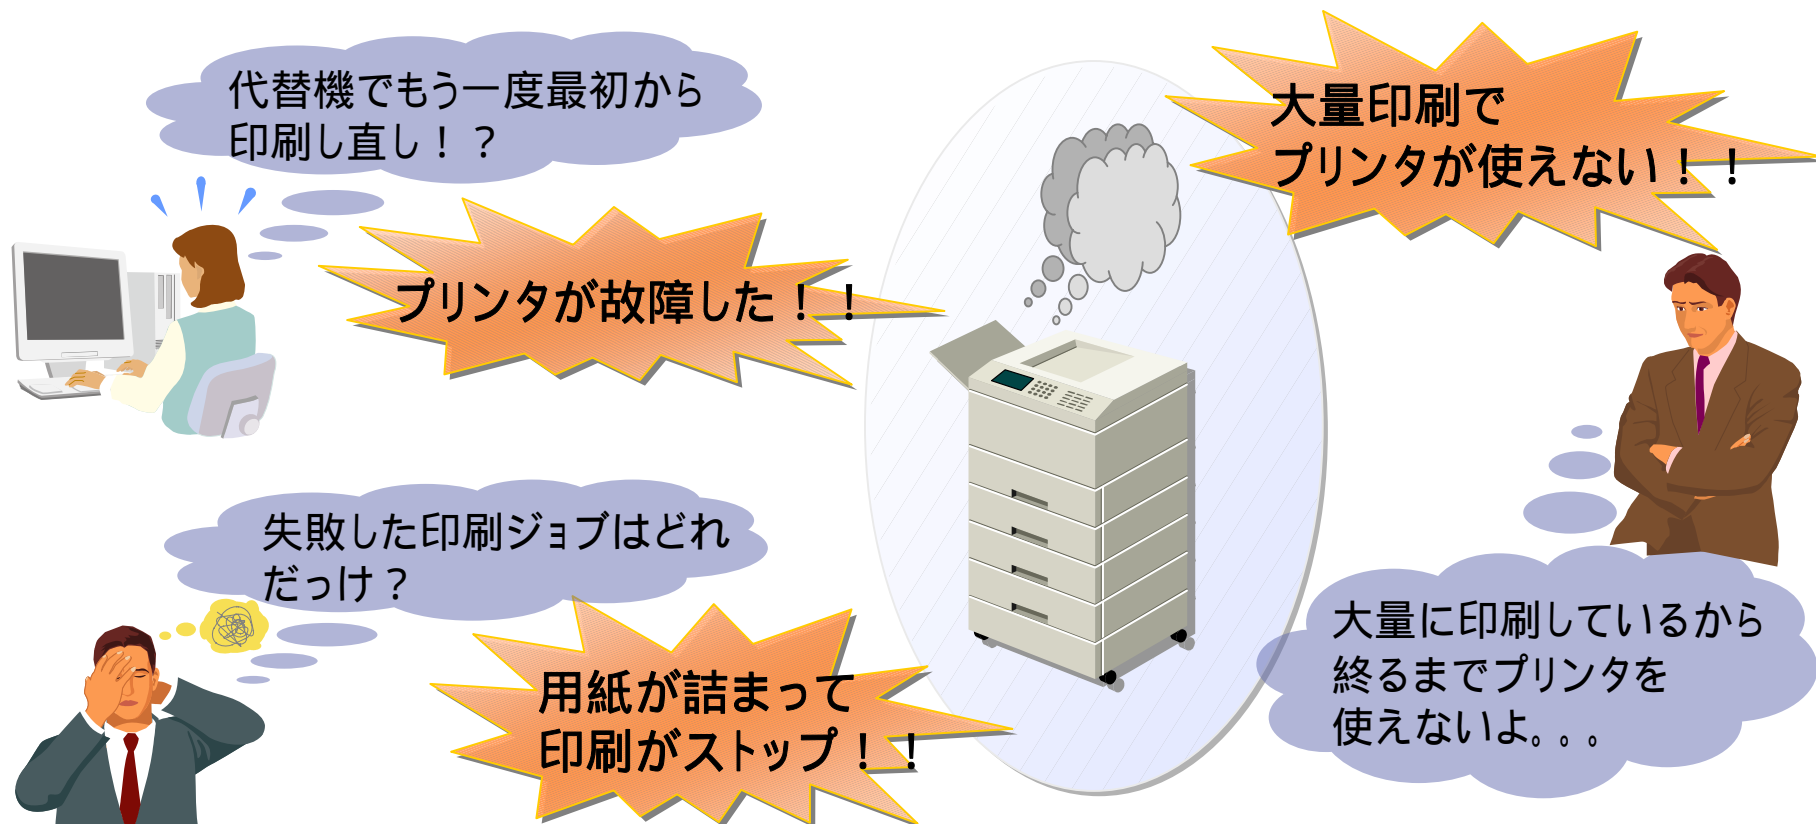 代替機でもう一度最初から
印刷し直し！？
プリンタが故障した！！
大量印刷で
プリンタが使えない！！
失敗した印刷ジョブはどれ
だっけ？
用紙が詰まって
印刷がストップ！！
大量に印刷しているから
終るまでプリンタを
使えないよ。。。